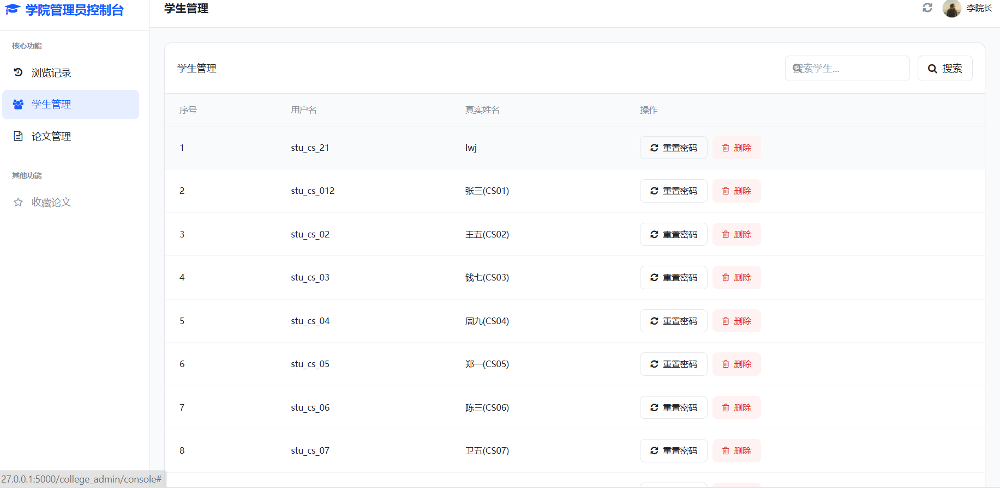 学院管理员控制台
学生管理
李院长
核心功能
浏览记录
学生管理
论文管理
其他功能
收藏论文
学生管理
搜索学生...
搜索
序号 用户名 真实姓名 操作
1 stu_cs_21 lwj 重置密码 删除
2 stu_cs_012 张三(CS01) 重置密码 删除
3 stu_cs_02 王五(CS02) 重置密码 删除
4 stu_cs_03 钱七(CS03) 重置密码 删除
5 stu_cs_04 周九(CS04) 重置密码 删除
6 stu_cs_05 郑一(CS05) 重置密码 删除
7 stu_cs_06 陈三(CS06) 重置密码 删除
8 stu_cs_07 卫五(CS07) 重置密码 删除
27.0.0.1:5000/college_admin/console#